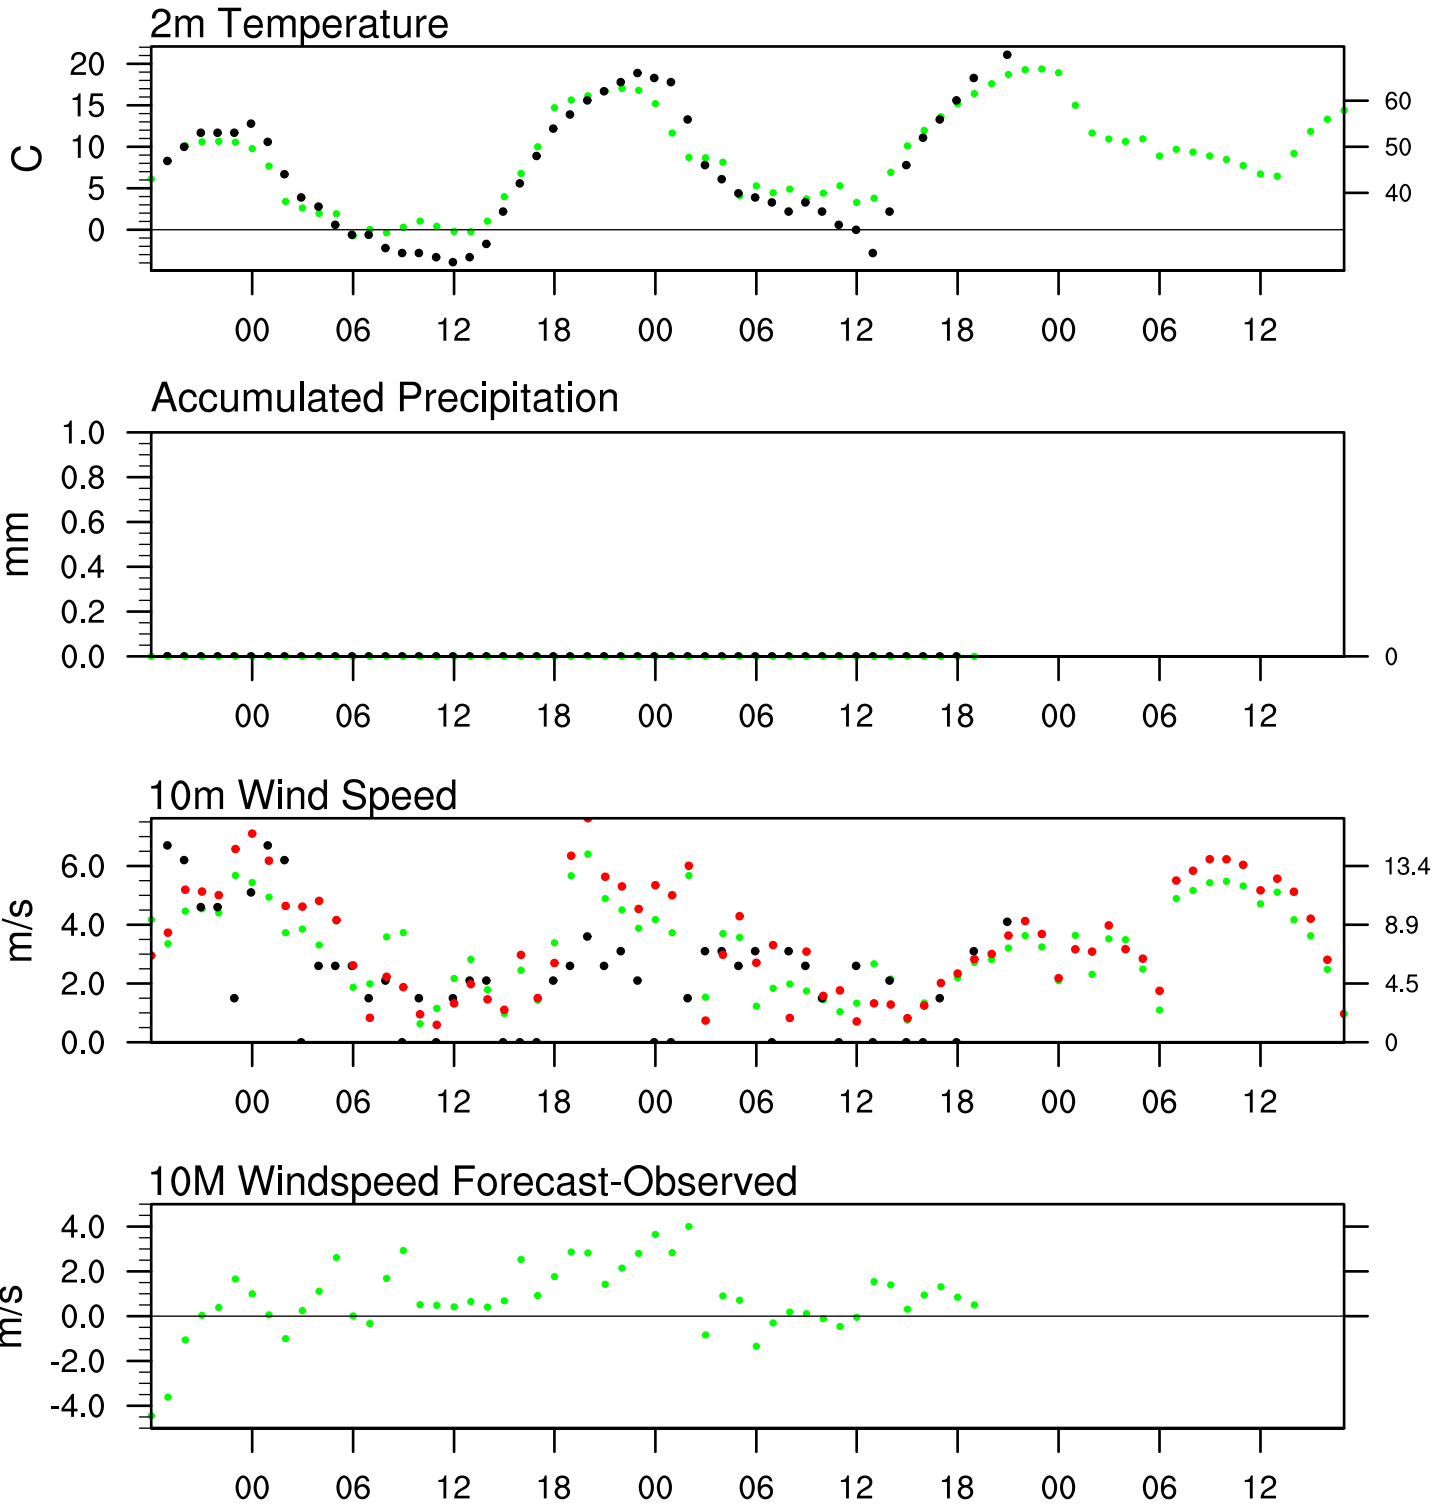 2m Temperature
20
15
10
5
0
C
60
50
40
00 06 12 18 00 06 12 18 00 06 12
Accumulated Precipitation
1.0
0.8
0.6
0.4
0.2
0.0
mm
0
00 06 12 18 00 06 12 18 00 06 12
10m Wind Speed
6.0
4.0
2.0
0.0
m/s
13.4
8.9
4.5
0
00 06 12 18 00 06 12 18 00 06 12
10M Windspeed Forecast-Observed
4.0
2.0
0.0
-2.0
-4.0
m/s
00 06 12 18 00 06 12 18 00 06 12